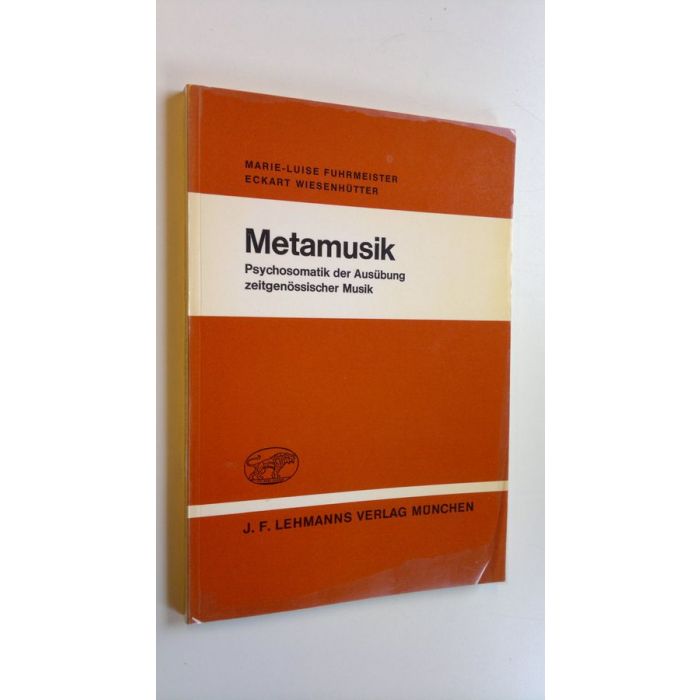 MARIE-LUISE FUHRMEISTER
ECKART WIESENHÜTTER
Metamusik
Psychosomatik der Ausübung
zeitgenössischer Musik
J. F. LEHMANNS VERLAG MÜNCHEN